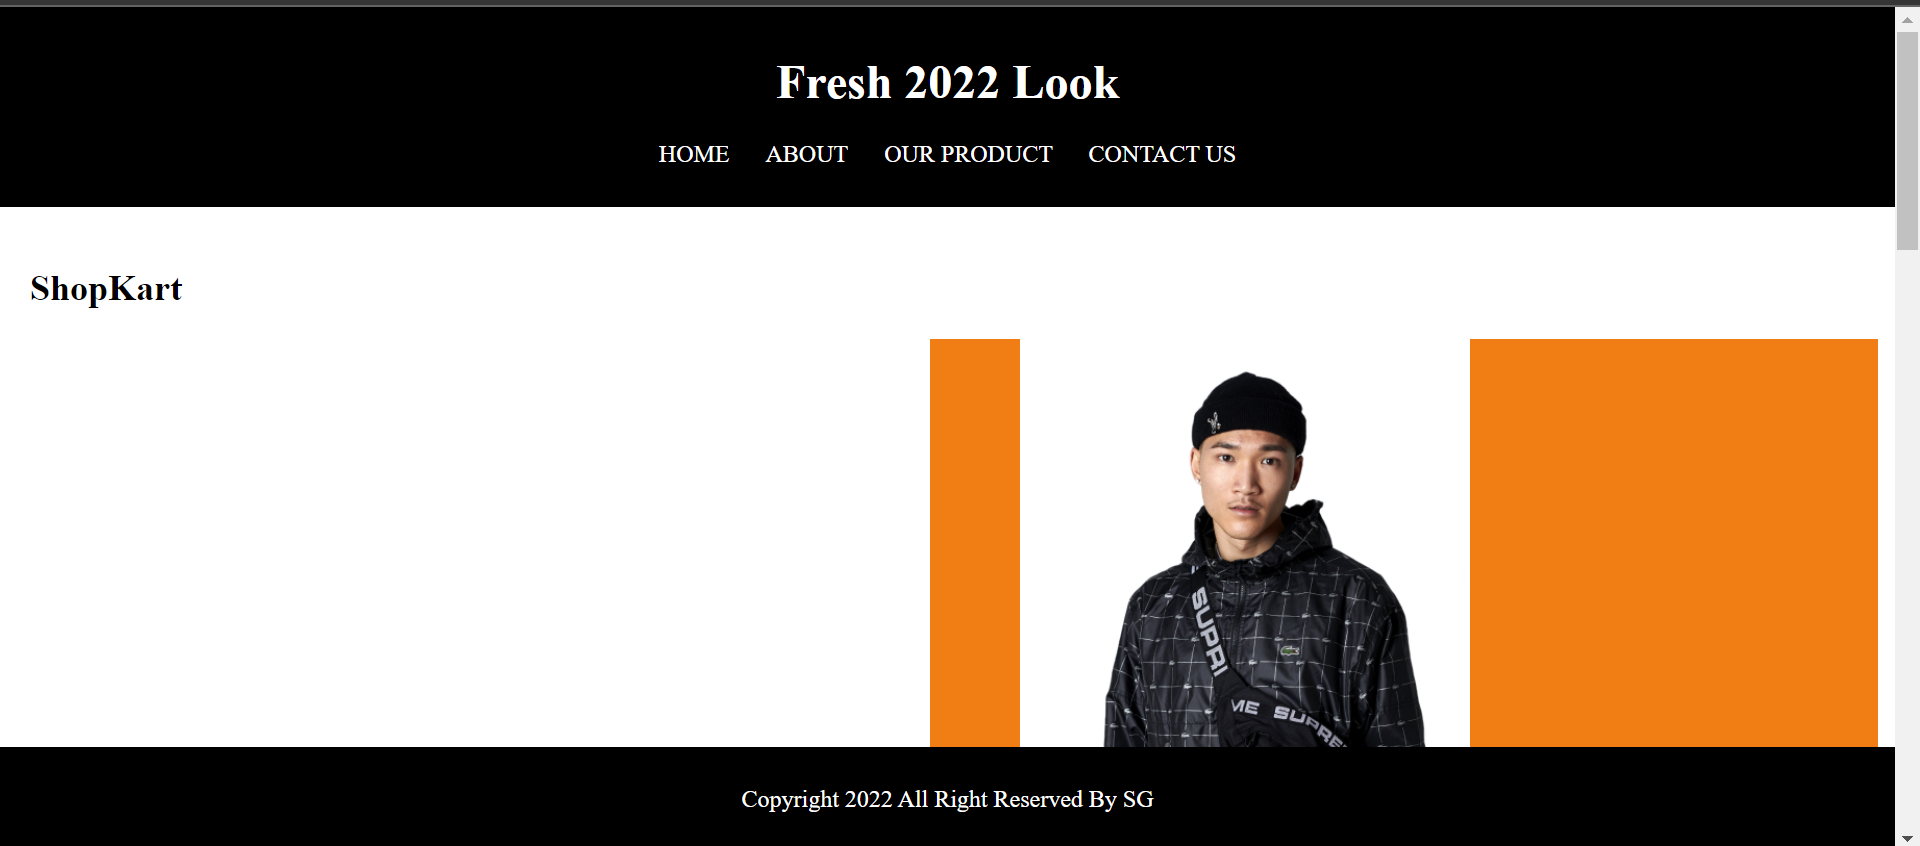 Fresh 2022 Look
HOME ABOUT OUR PRODUCT CONTACT US
ShopKart
SUPRI
ME SUPRE
Copyright 2022 All Right Reserved By SG